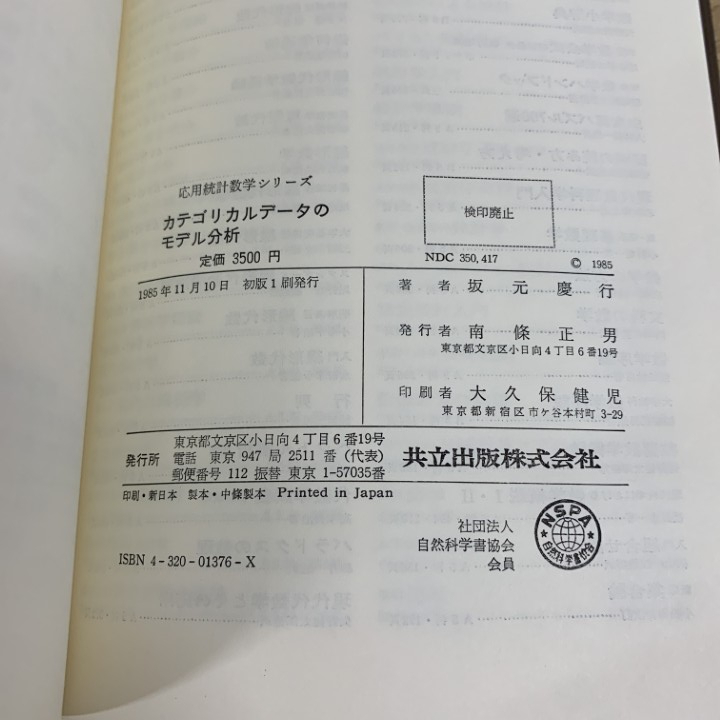 応用統計数学シリーズ
カテゴリカルデータの
モデル分析
定価 3500 円
検印廃止
NDC 350, 417
© 1985
1985年11月10日 初版1刷発行
著者 坂元慶行
発行者 南條正男
東京都文京区小日向4丁目6番19号
印刷者 大久保健児
東京都新宿区市ケ谷本村町 3-29
発行所
東京都文京区小日向4丁目6番19号
電話 東京 947 局 2511 番 (代表)
郵便番号 112 振替 東京 1-57035番
共立出版株式会社
印刷・新日本 製本・中條製本 Printed in Japan
社団法人
自然科学書協会
会員
NSPA
自然科学書協会
ISBN 4-320-01376-X